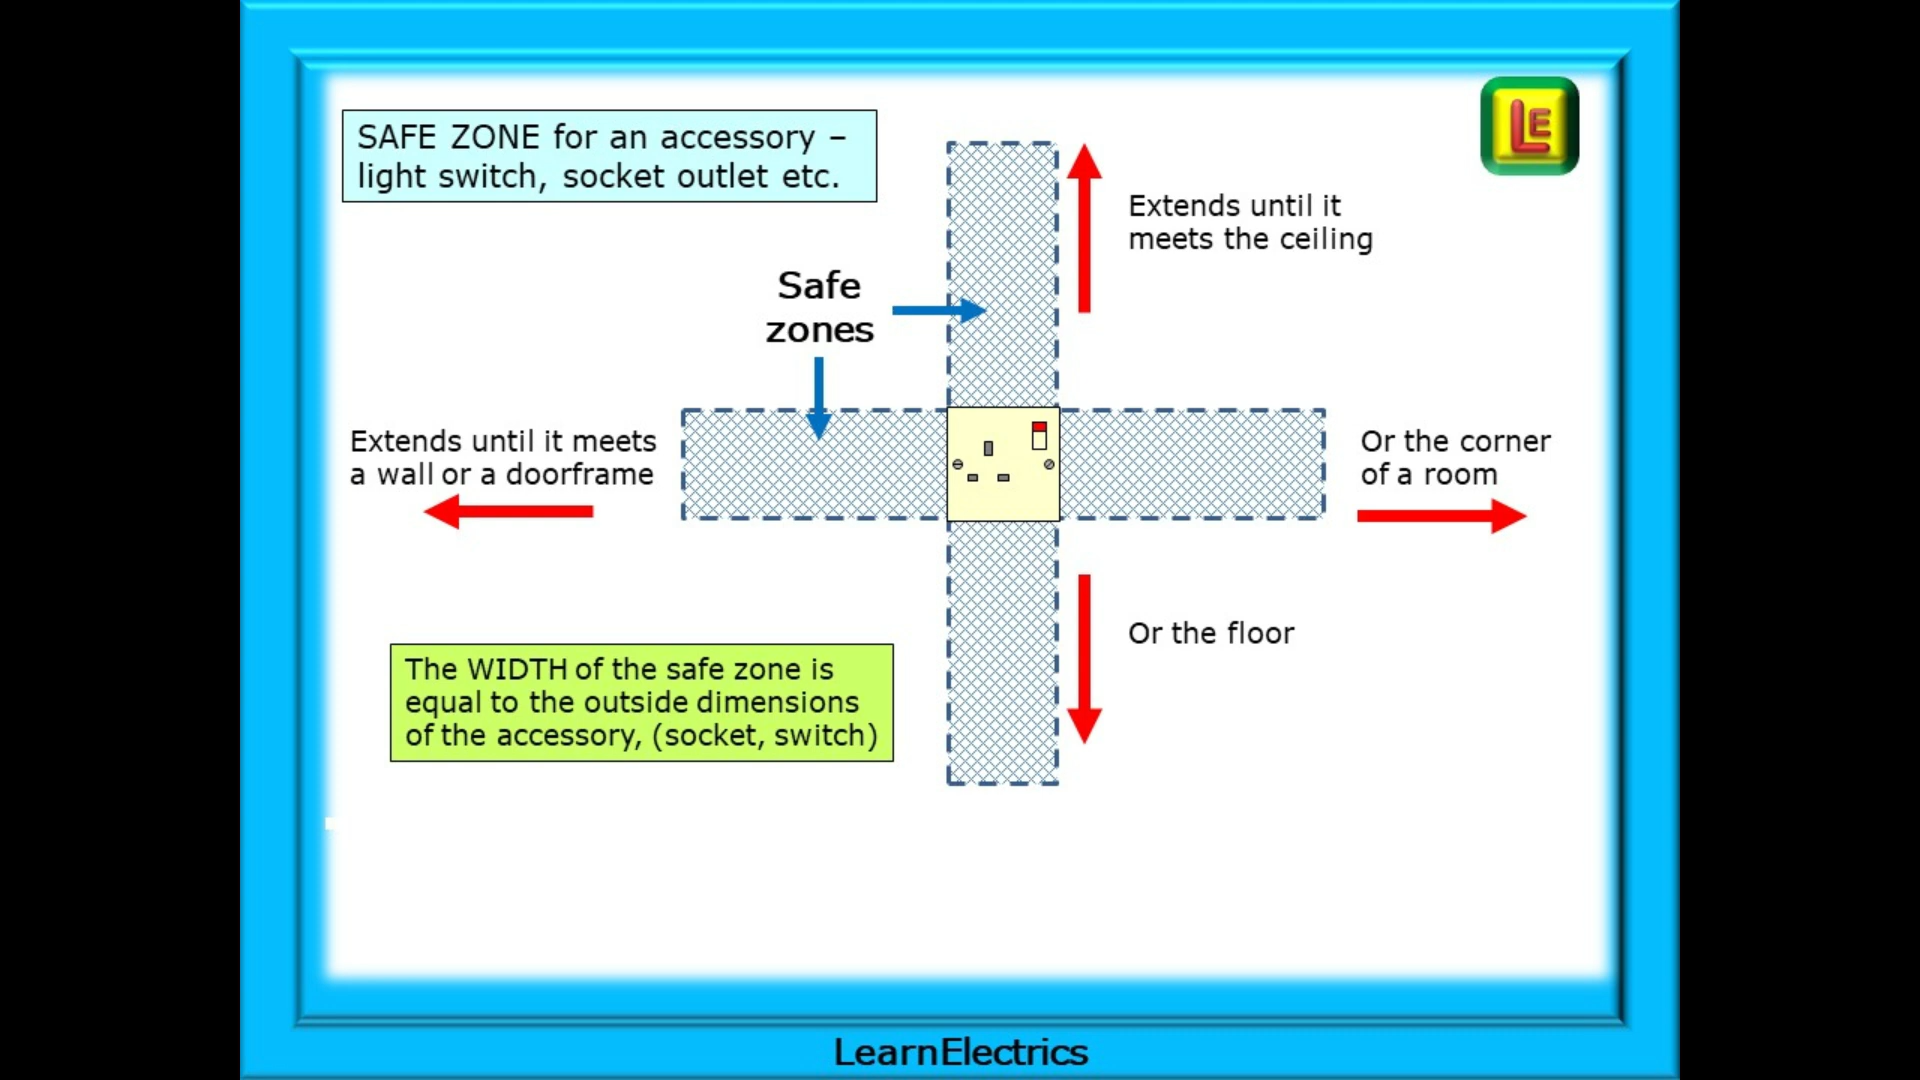 SAFE ZONE for an accessory –
light switch, socket outlet etc.
LE
Extends until it
meets the ceiling
Safe
zones
Extends until it meets
a wall or a doorframe
Or the corner
of a room
Or the floor
The WIDTH of the safe zone is
equal to the outside dimensions
of the accessory, (socket, switch)
LearnElectrics